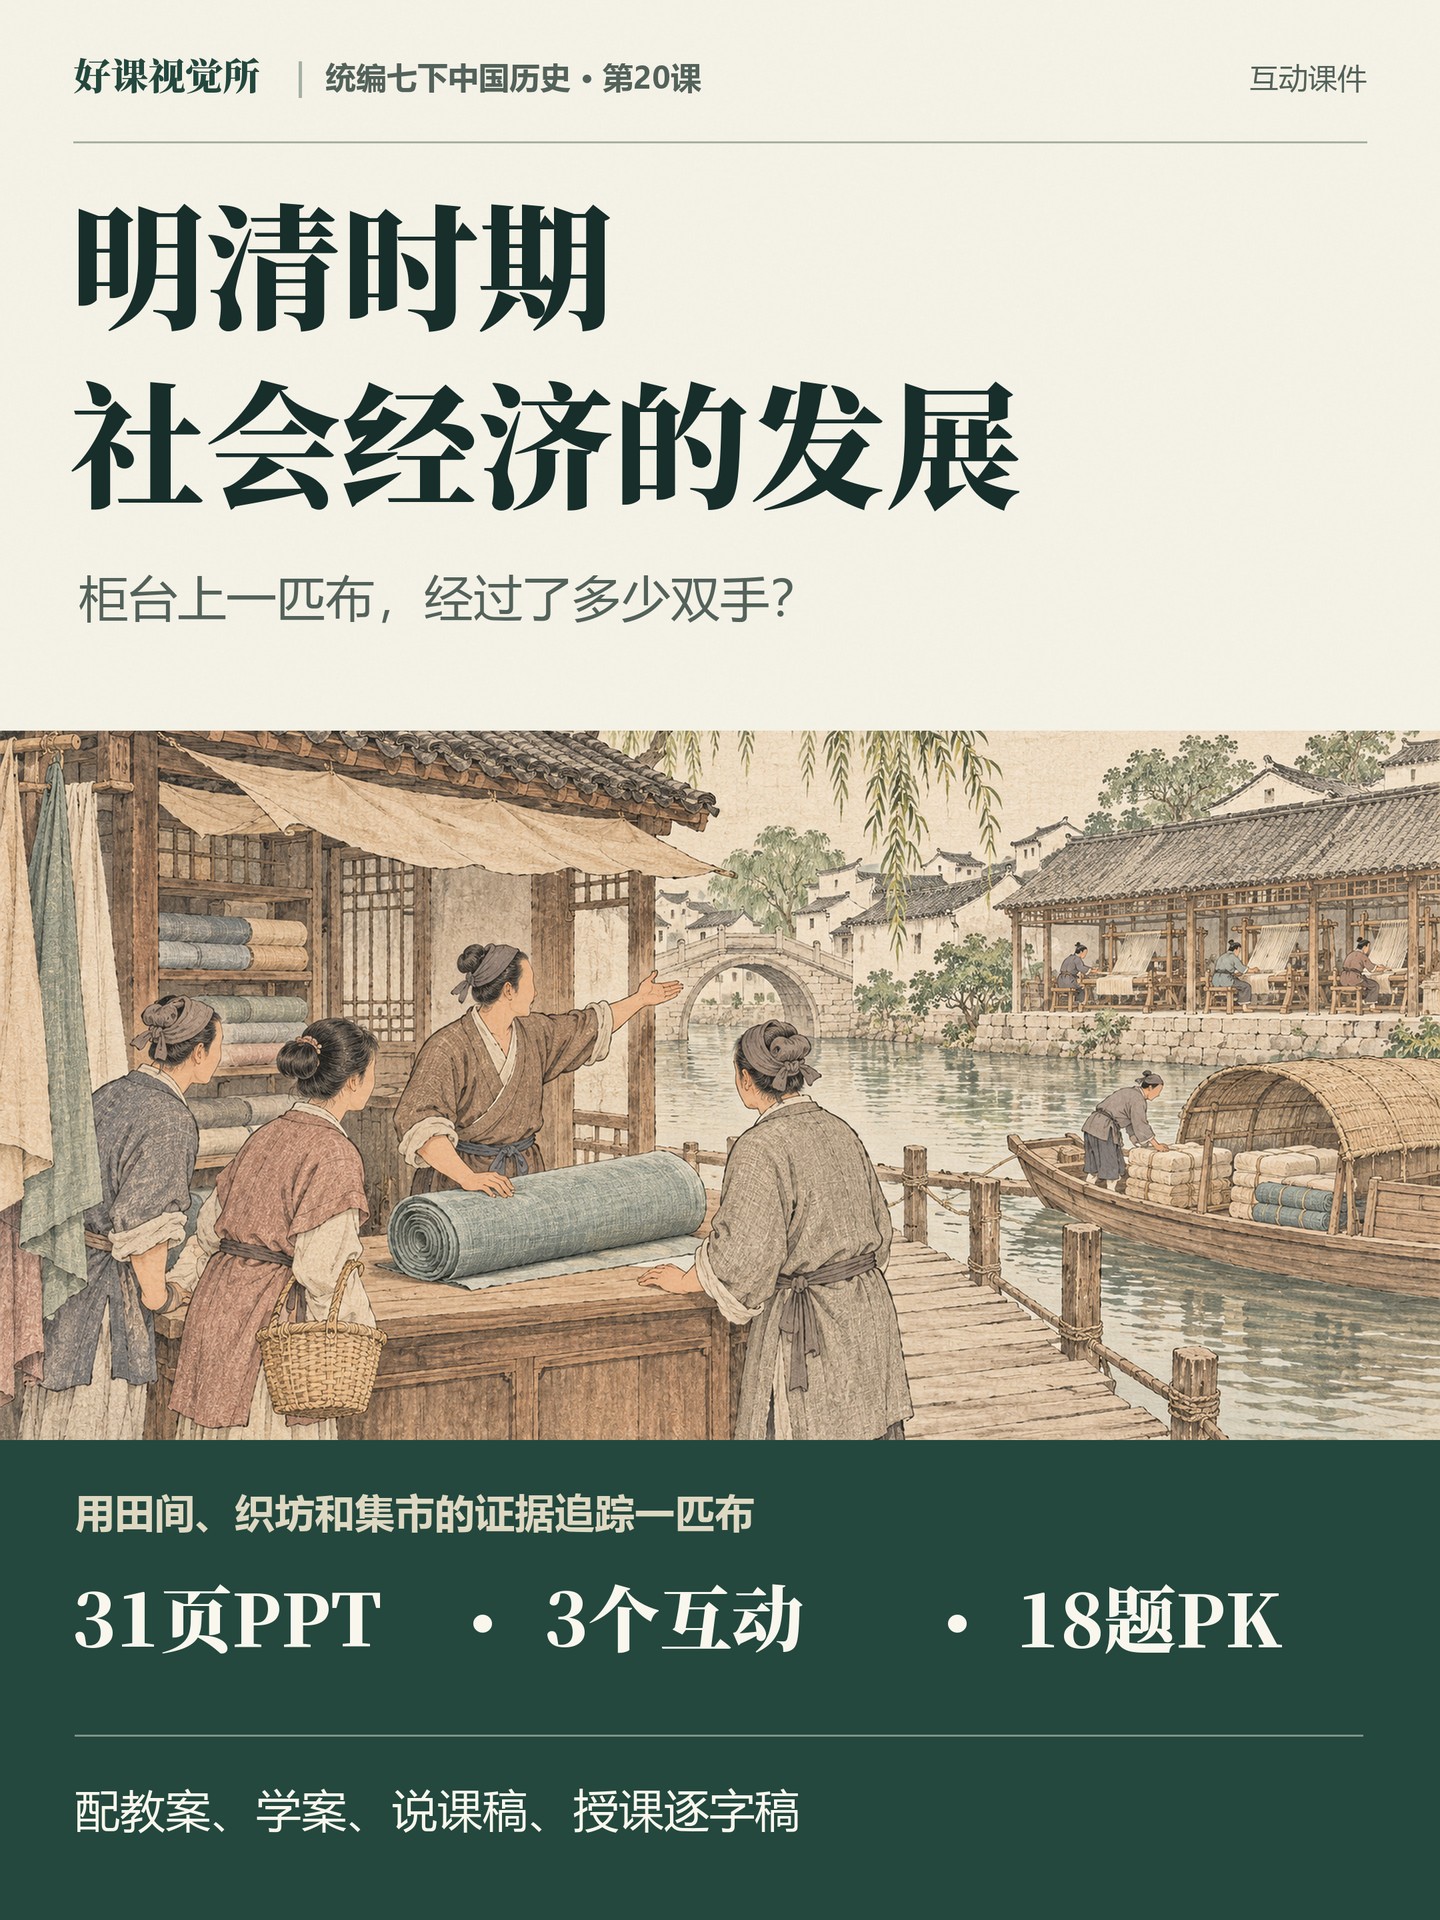 好课视觉所 | 统编七下中国历史·第20课 互动课件
明清时期
社会经济的发展
柜台上一匹布，经过了多少双手？
用田间、织坊和集市的证据追踪一匹布
31页PPT · 3个互动 · 18题PK
配教案、学案、说课稿、授课逐字稿